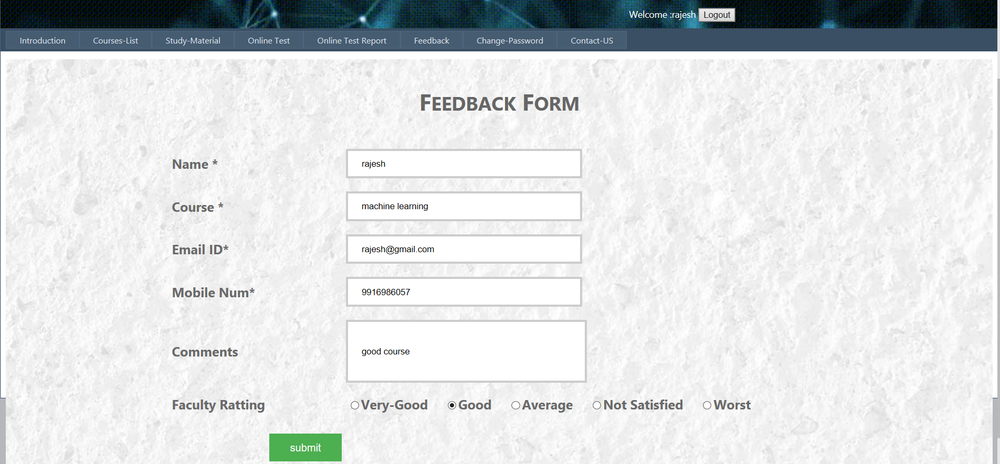 Welcome :rajesh Logout
Introduction Courses-List Study-Material Online Test Online Test Report Feedback Change-Password Contact-US
FEEDBACK FORM
Name * rajesh
Course * machine learning
Email ID* rajesh@gmail.com
Mobile Num* 9916986057
Comments good course
Faculty Ratting Very-Good Good Average Not Satisfied Worst
submit